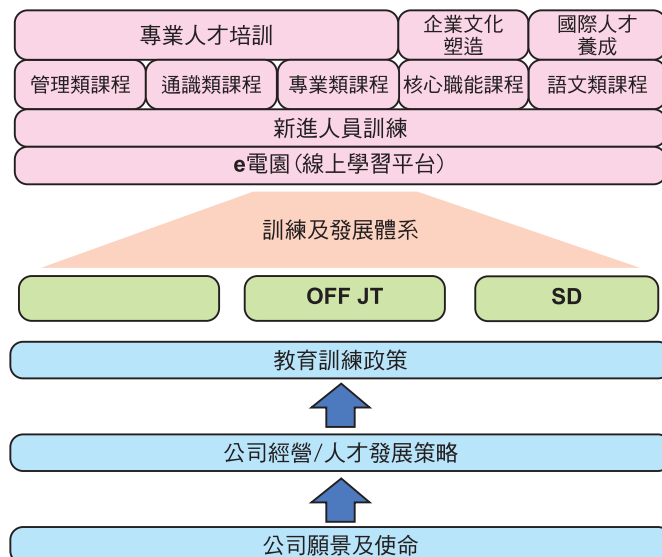 專業人才培訓
企業文化
塑造
國際人才
養成
管理類課程
通識類課程
專業類課程
核心職能課程
語文類課程
新進人員訓練
e電園(線上學習平台)
訓練及發展體系
OFF JT
SD
教育訓練政策
公司經營/人才發展策略
公司願景及使命